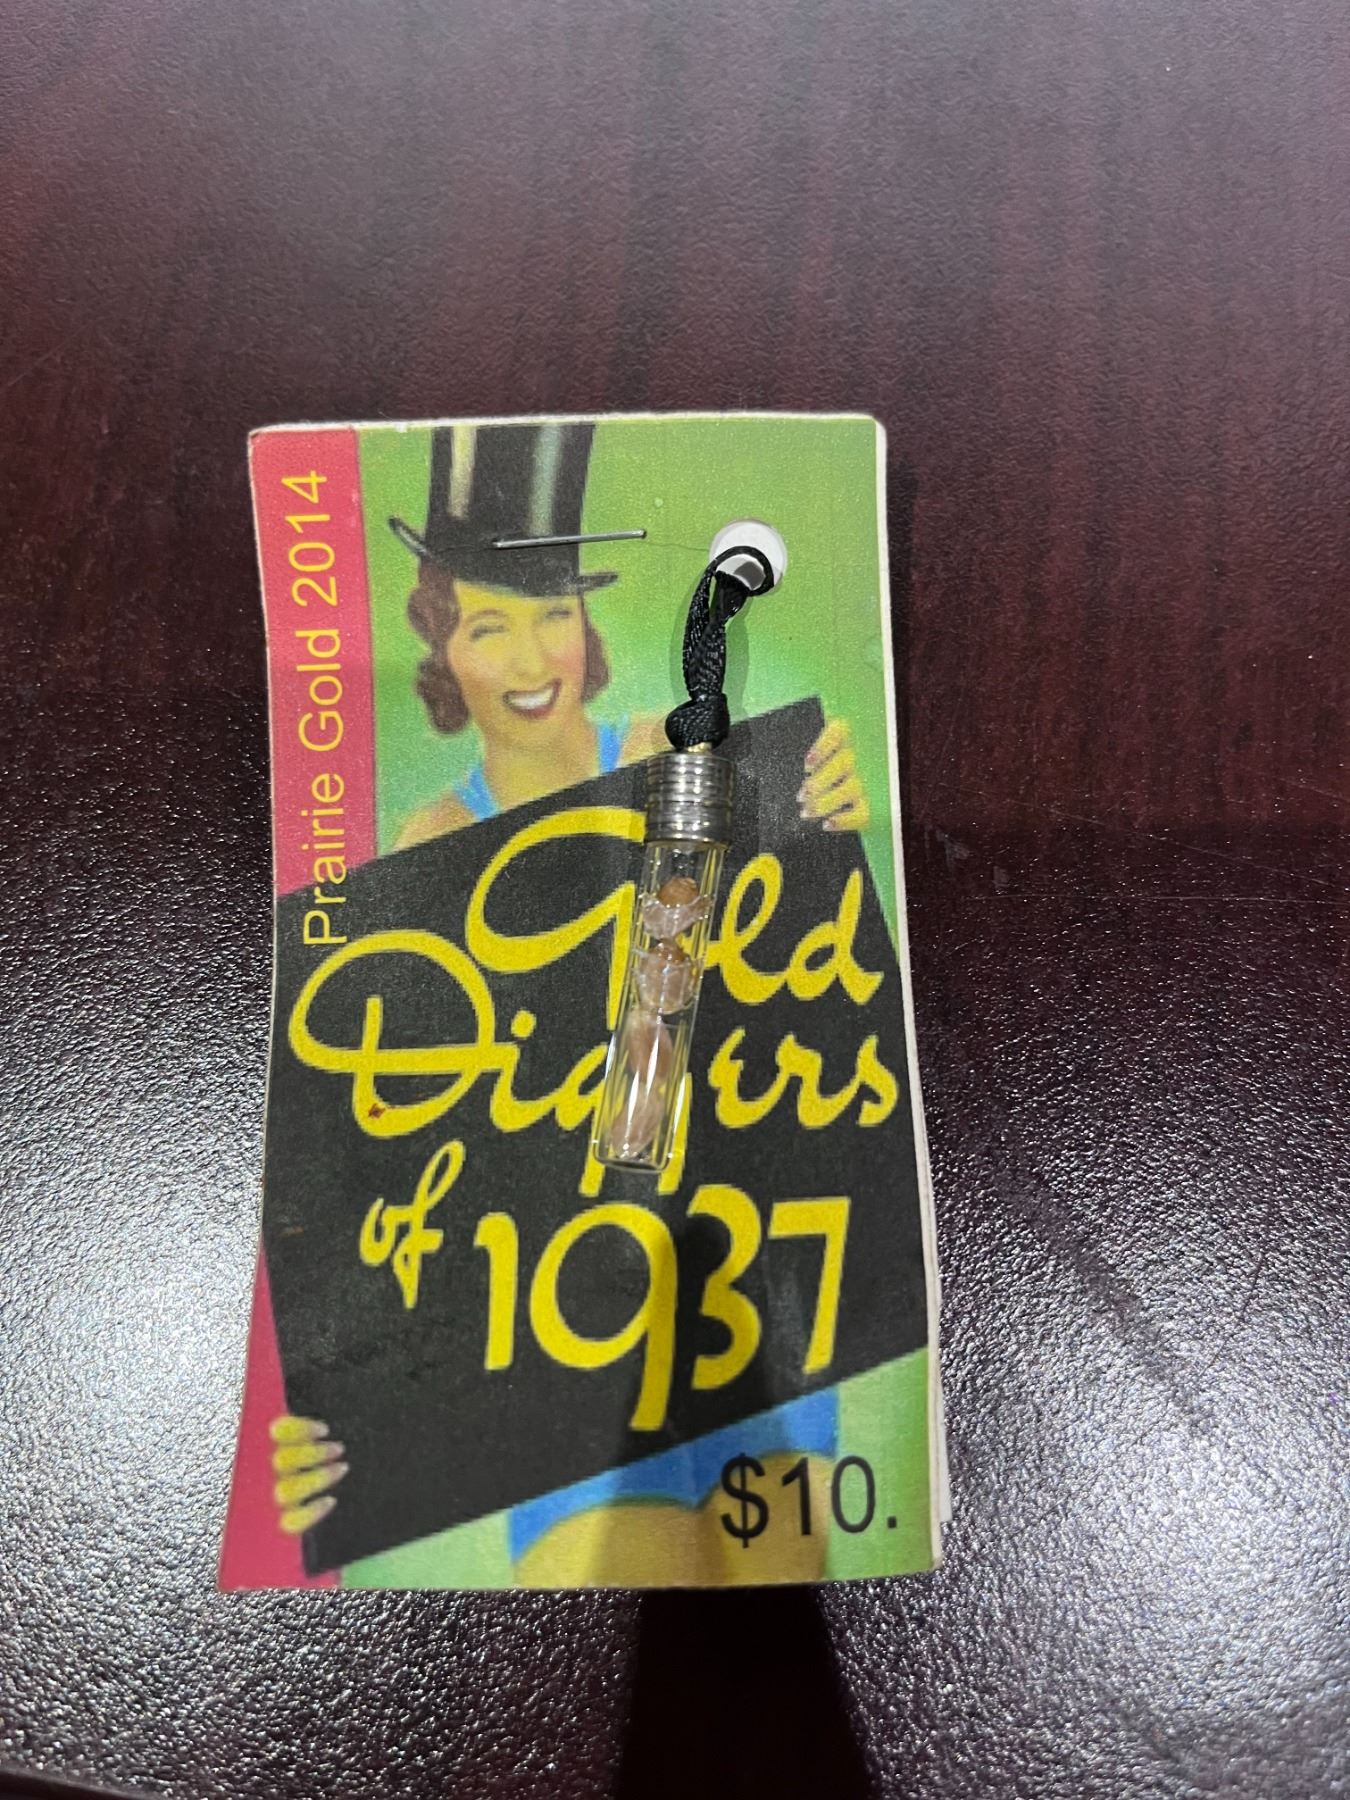 Prairie Gold 2014
Gold
Diggers
of 1937
$10.